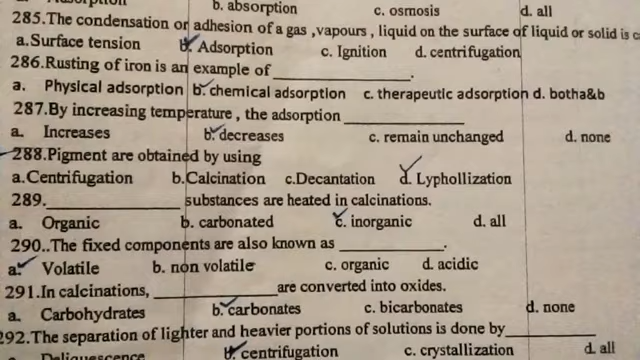 b. absorption c. osmosis d. all
285.The condensation or adhesion of a gas ,vapours , liquid on the surface of liquid or solid is
a.Surface tension b. Adsorption c. Ignition d. centrifugation
286.Rusting of iron is an example of ______________.
a. Physical adsorption b. chemical adsorption c. therapeutic adsorption d. botha&b
287.By increasing temperature , the adsorption ______________
a. Increases b. decreases c. remain unchanged d. none
288.Pigment are obtained by using
a.Centrifugation b.Calcination c.Decantation d. Lyphollization
289.______________ substances are heated in calcinations.
a. Organic b. carbonated c. inorganic d. all
290..The fixed components are also known as ____________.
a. Volatile b. non volatile c. organic d. acidic
291.In calcinations, ______________are converted into oxides.
a. Carbohydrates b. carbonates c. bicarbonates d. none
292.The separation of lighter and heavier portions of solutions is done by______________
a. Deliquescence b. centrifugation c. crystallization d. all